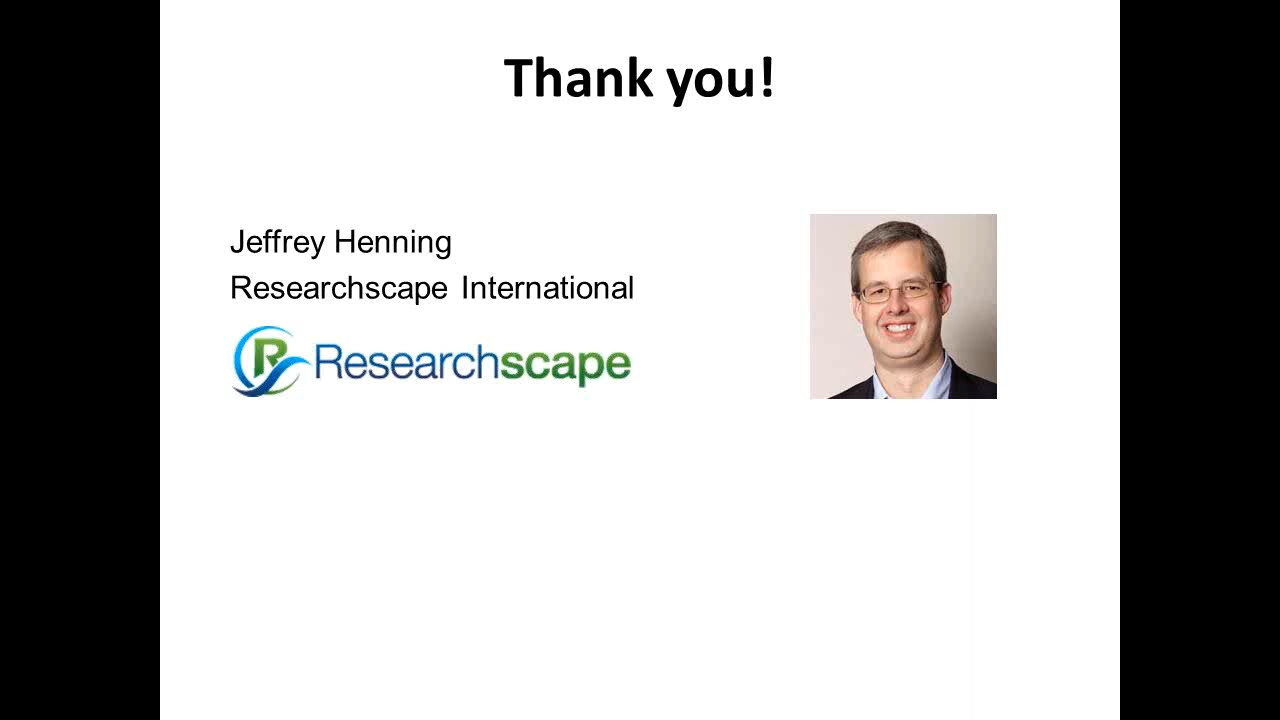 Thank you!
Jeffrey Henning
Researchscape International
Researchscape